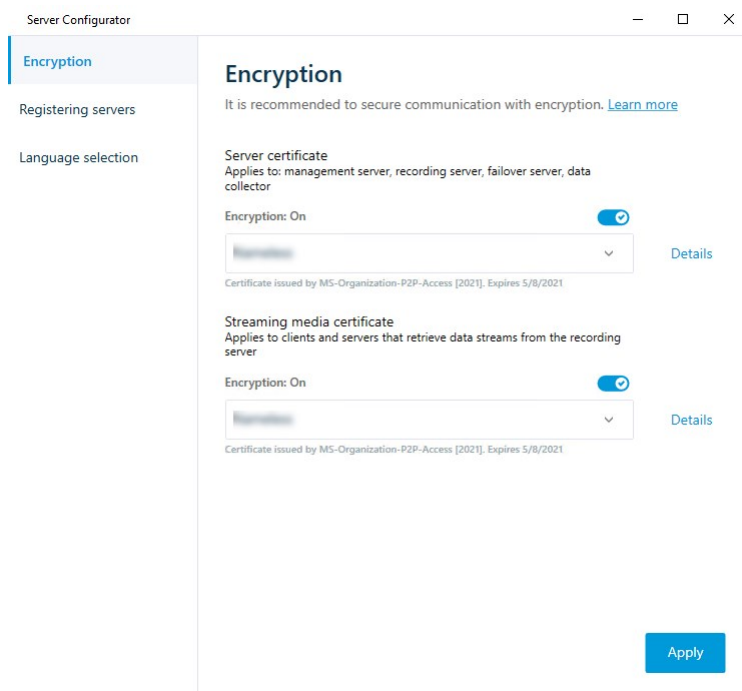 Server Configurator
Encryption
Registering servers
Language selection
Encryption
It is recommended to secure communication with encryption. Learn more
Server certificate
Applies to: management server, recording server, failover server, data
collector
Encryption: On
Details
Certificate issued by MS-Organization-P2P-Access [2021]. Expires 5/8/2021
Streaming media certificate
Applies to clients and servers that retrieve data streams from the recording
server
Encryption: On
Details
Certificate issued by MS-Organization-P2P-Access [2021]. Expires 5/8/2021
Apply